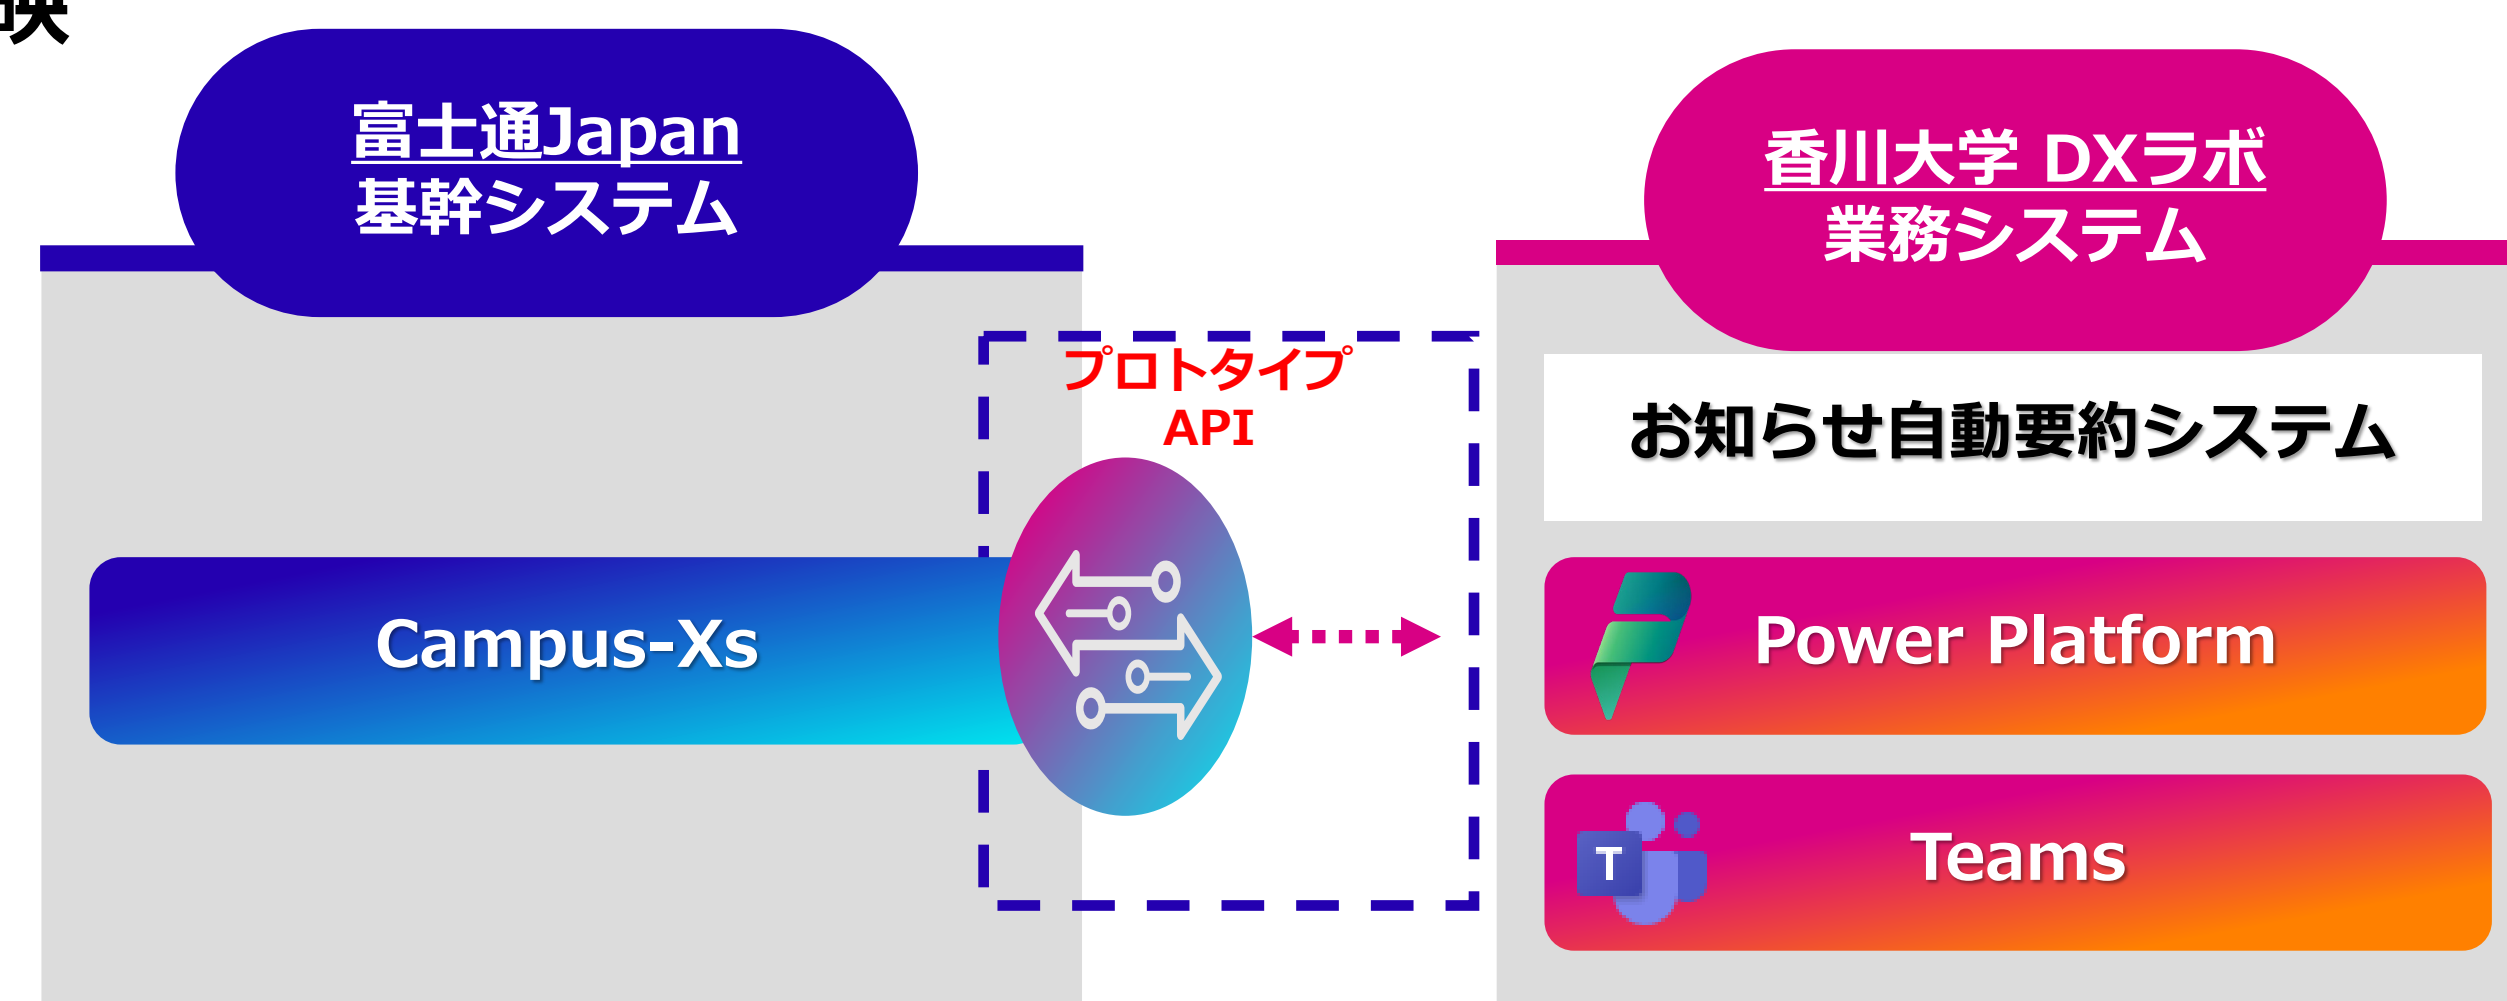 富士通Japan
基幹システム
香川大学 DXラボ
業務システム
プロトタイプ
API
お知らせ自動要約システム
Campus-Xs
Power Platform
T
Teams